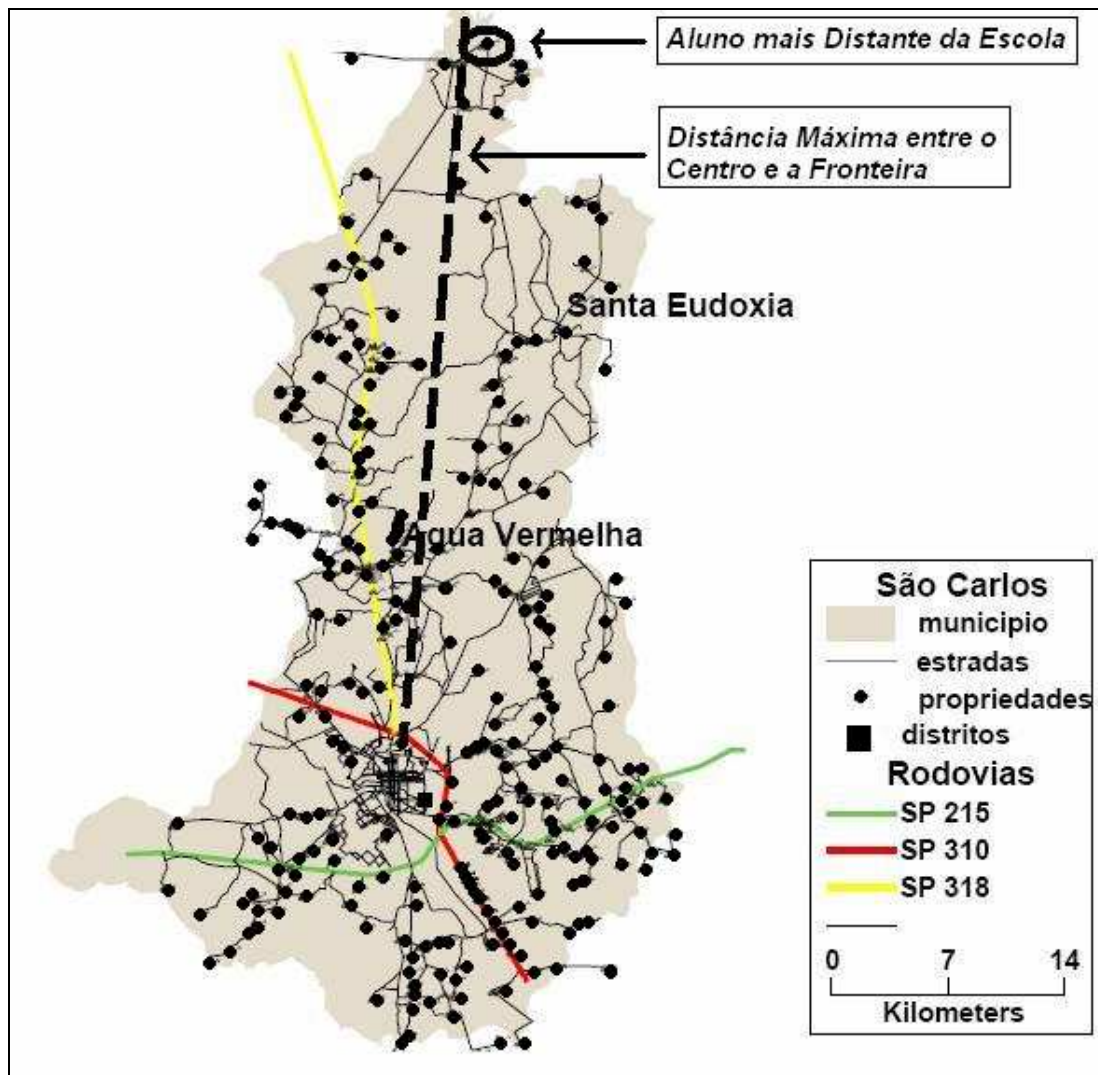 Aluno mais Distante da Escola
Distância Máxima entre o
Centro e a Fronteira
Santa Eudoxia
Agua Vermelha
São Carlos
municipio
estradas
propriedades
distritos
Rodovias
SP 215
SP 310
SP 318
0 7 14
Kilometers